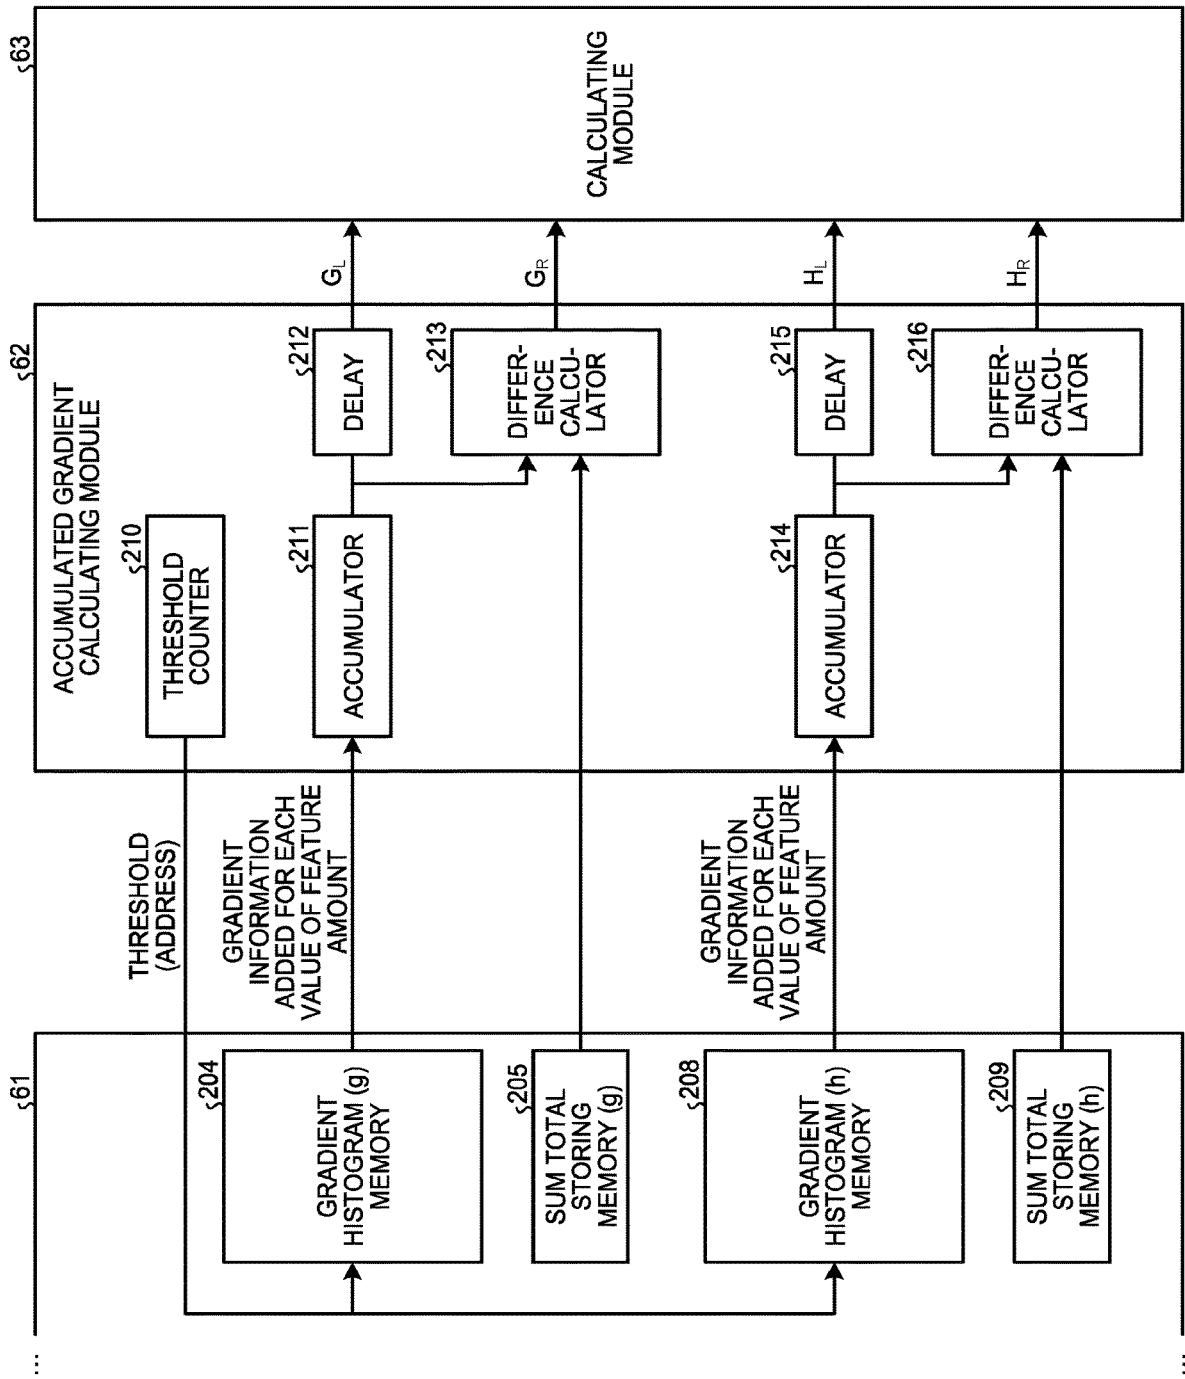 61
204
GRADIENT
HISTOGRAM (g)
MEMORY
205
SUM TOTAL
STORING
MEMORY (g)
208
GRADIENT
HISTOGRAM (h)
MEMORY
209
SUM TOTAL
STORING
MEMORY (h)
...
...
THRESHOLD
(ADDRESS)
GRADIENT
INFORMATION
ADDED FOR EACH
VALUE OF FEATURE
AMOUNT
GRADIENT
INFORMATION
ADDED FOR EACH
VALUE OF FEATURE
AMOUNT
62
ACCUMULATED GRADIENT
CALCULATING MODULE
210
THRESHOLD
COUNTER
211
ACCUMULATOR
212
DELAY
213
DIFFER-
ENCE
CALCU-
LATOR
214
ACCUMULATOR
215
DELAY
216
DIFFER-
ENCE
CALCU-
LATOR
GL
GR
HL
HR
63
CALCULATING
MODULE